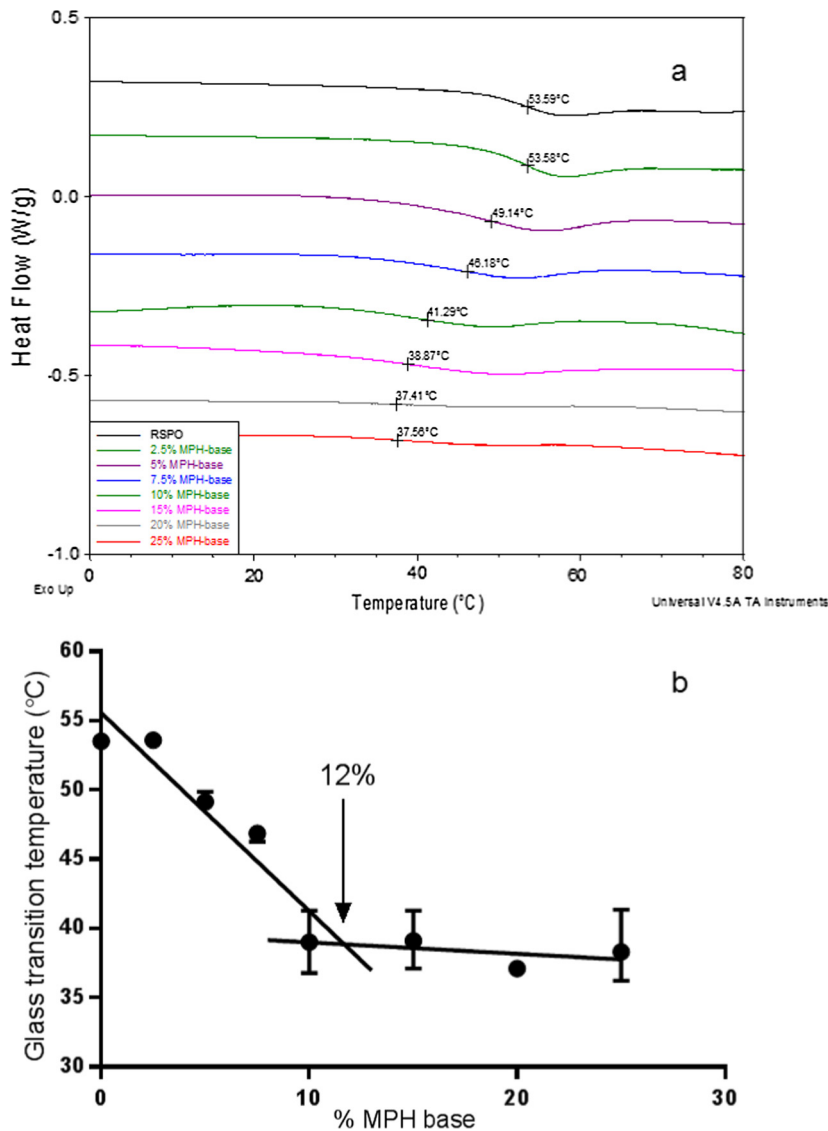 0.5
a
53.59°C
53.58°C
0.0
49.14°C
46.18°C
Heat Flow (W/g)
41.29°C
38.87°C
-0.5
37.41°C
37.56°C
RSPO
2.5% MPH-base
5% MPH-base
7.5% MPH-base
10% MPH-base
15% MPH-base
20% MPH-base
25% MPH-base
-1.0
0 20 40 60 80
Exo Up
Temperature (°C)
Universal V4.5A TA Instruments
60
b
55
12%
50
45
40
35
30
Glass transition temperature (°C)
0 10 20 30
% MPH base